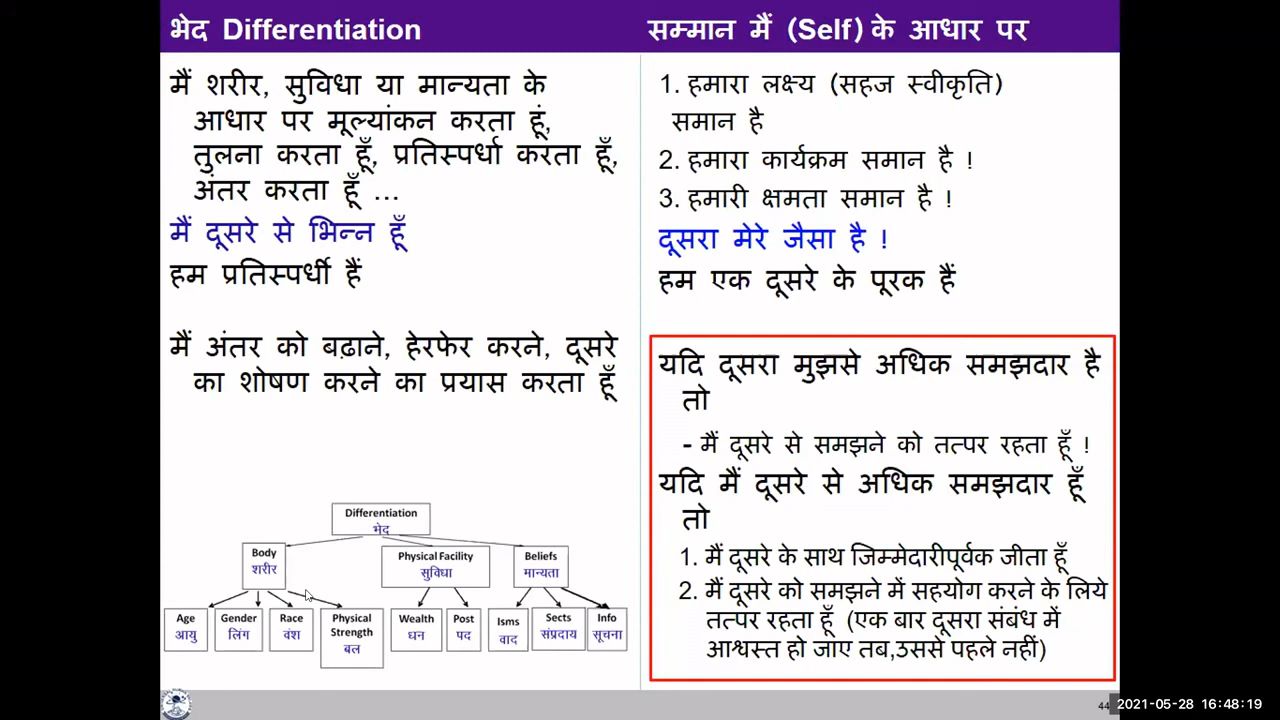 भेद Differentiation
मैं शरीर, सुविधा या मान्यता के
आधार पर मूल्यांकन करता हूं,
तुलना करता हूँ, प्रतिस्पर्धा करता हूँ,
अंतर करता हूँ ...
मैं दूसरे से भिन्न हूँ
हम प्रतिस्पर्धी हैं
मैं अंतर को बढ़ाने, हेरफेर करने, दूसरे
का शोषण करने का प्रयास करता हूँ
Differentiation
भेद
Body
शरीर
Physical Facility
सुविधा
Beliefs
मान्यता
Age
आयु
Gender
लिंग
Race
वंश
Physical
Strength
बल
Wealth
धन
Post
पद
Isms
वाद
Sects
संप्रदाय
Info
सूचना
सम्मान मैं (Self) के आधार पर
1. हमारा लक्ष्य (सहज स्वीकृति)
समान है
2. हमारा कार्यक्रम समान है !
3. हमारी क्षमता समान है !
दूसरा मेरे जैसा है !
हम एक दूसरे के पूरक हैं
यदि दूसरा मुझसे अधिक समझदार है
तो
- मैं दूसरे से समझने को तत्पर रहता हूँ !
यदि मैं दूसरे से अधिक समझदार हूँ
तो
1. मैं दूसरे के साथ जिम्मेदारीपूर्वक जीता हूँ
2. मैं दूसरे को समझने में सहयोग करने के लिये
तत्पर रहता हूँ (एक बार दूसरा संबंध में
आश्वस्त हो जाए तब,उससे पहले नहीं)
44
2021-05-28 16:48:19